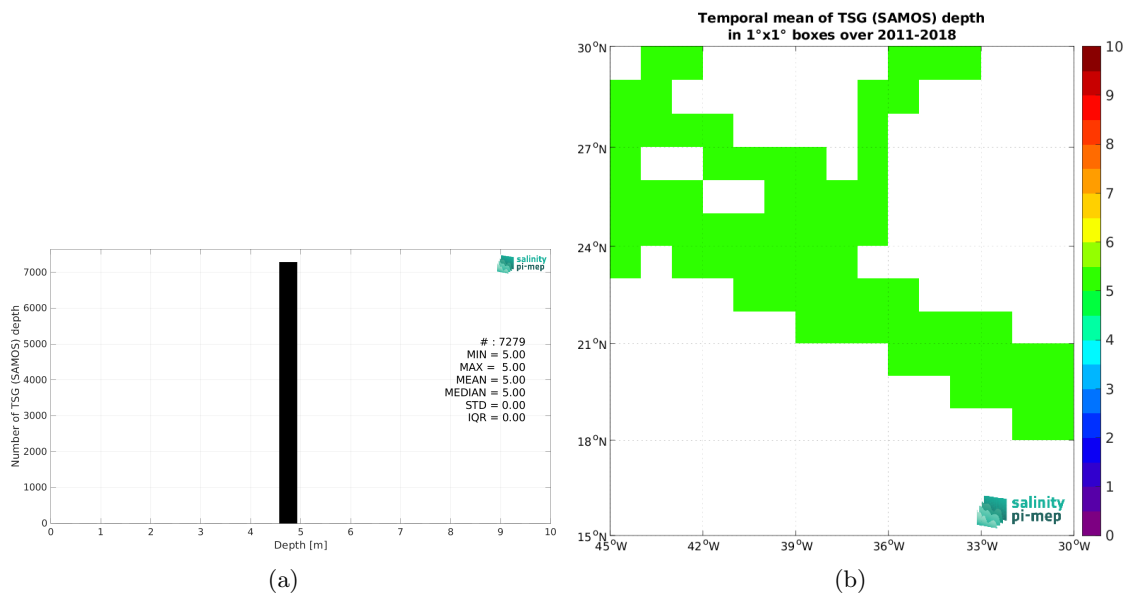 Number of TSG (SAMOS) depth
7000
6000
5000
4000
3000
2000
1000
0
0 1 2 3 4 5 6 7 8 9 10
Depth [m]
salinity
pi-mep
# : 7279
MIN = 5.00
MAX = 5.00
MEAN = 5.00
MEDIAN = 5.00
STD = 0.00
IQR = 0.00
(a)
Temporal mean of TSG (SAMOS) depth
in 1°x1° boxes over 2011-2018
30°N
27°N
24°N
21°N
18°N
15°N
45°W 42°W 39°W 36°W 33°W 30°W
salinity
pi-mep
10
9
8
7
6
5
4
3
2
1
0
(b)